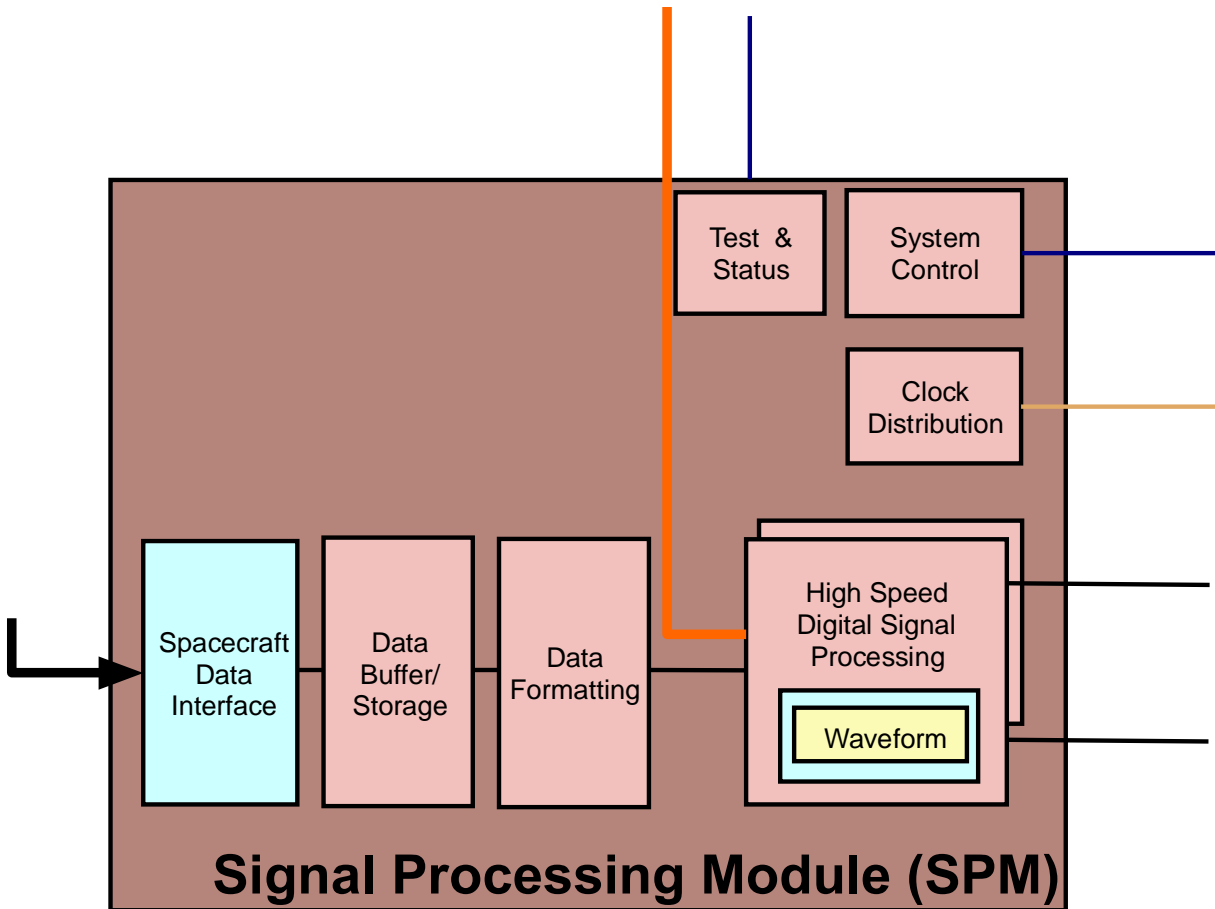 Test &
Status
System
Control
Clock
Distribution
Spacecraft
Data
Interface
Data
Buffer/
Storage
Data
Formatting
High Speed
Digital Signal
Processing
Waveform
Signal Processing Module (SPM)